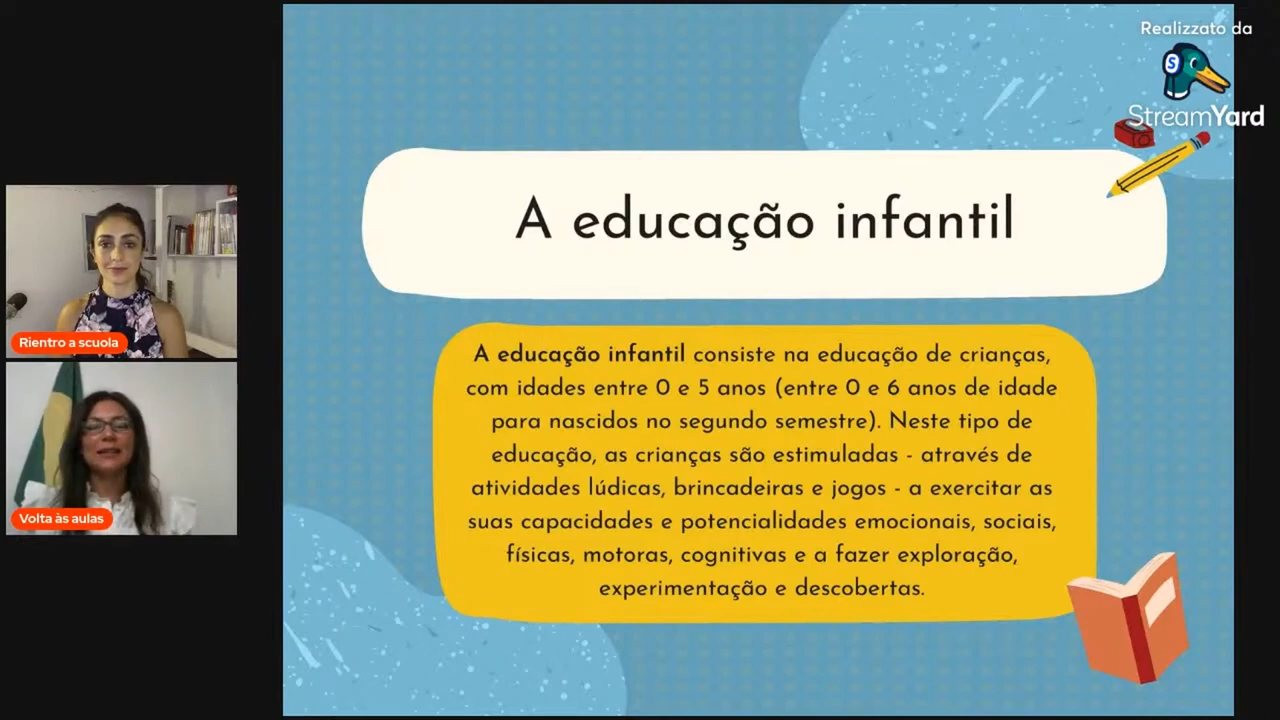 Realizzato da
StreamYard
A educação infantil
A educação infantil consiste na educação de crianças,
com idades entre 0 e 5 anos (entre 0 e 6 anos de idade
para nascidos no segundo semestre). Neste tipo de
educação, as crianças são estimuladas - através de
atividades lúdicas, brincadeiras e jogos - a exercitar as
suas capacidades e potencialidades emocionais, sociais,
físicas, motoras, cognitivas e a fazer exploração,
experimentação e descobertas.
Rientro a scuola
Volta às aulas